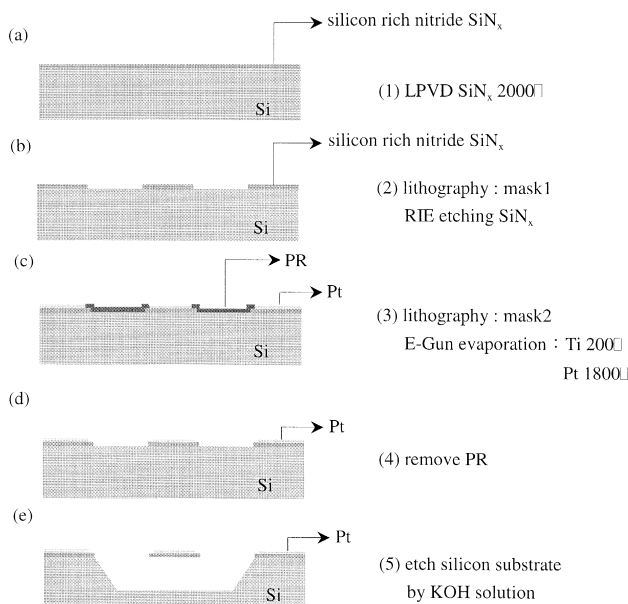 (a)
silicon rich nitride SiNx
Si
(1) LPVD SiNx 2000□
(b)
silicon rich nitride SiNx
Si
(2) lithography : mask1
RIE etching SiNx
(c)
PR
Pt
Si
(3) lithography : mask2
E-Gun evaporation : Ti 200□
Pt 1800□
(d)
Pt
Si
(4) remove PR
(e)
Pt
Si
(5) etch silicon substrate
by KOH solution